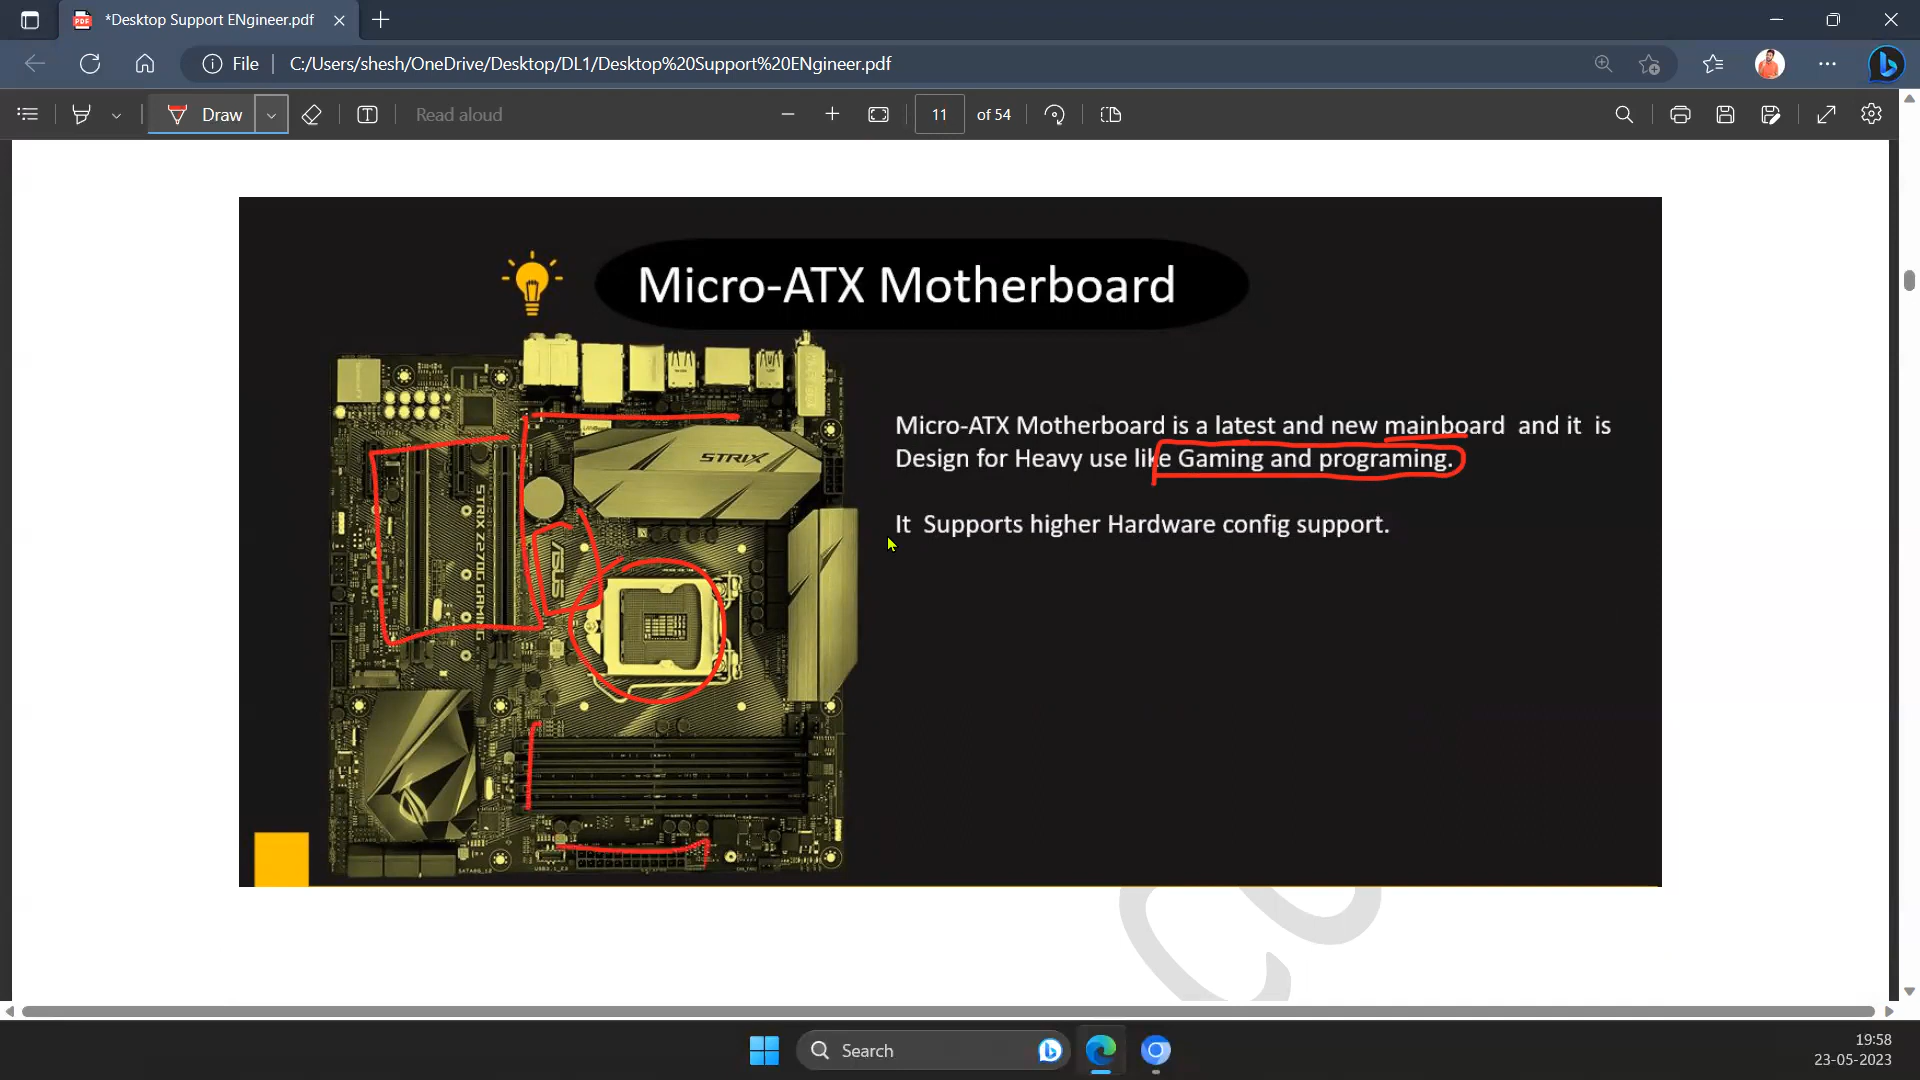 *Desktop Support ENgineer.pdf
File
C:/Users/shesh/OneDrive/Desktop/DL1/Desktop%20Support%20ENgineer.pdf
Draw
Read aloud
11 of 54
Micro-ATX Motherboard
Micro-ATX Motherboard is a latest and new mainboard and it is
Design for Heavy use like Gaming and programing.
It Supports higher Hardware config support.
STRIX
STRIX Z270G GAMING
ASUS
Search
19:58
23-05-2023